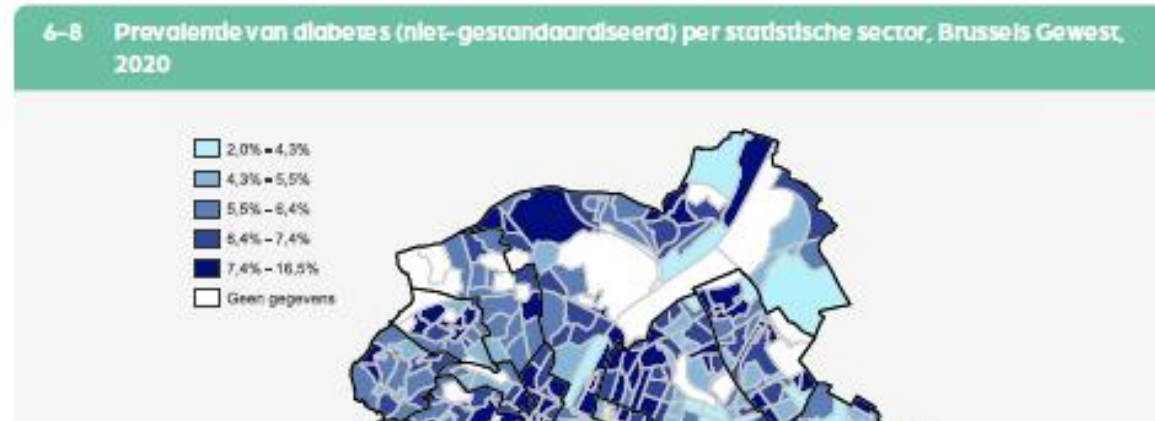 6-8 Prevalentie van diabetes (niet-gestandaardiseerd) per statistische sector, Brussels Gewest,
2020
2,0% - 4,3%
4,3% - 5,5%
5,5% - 6,4%
6,4% - 7,4%
7,4% - 16,5%
Geen gegevens